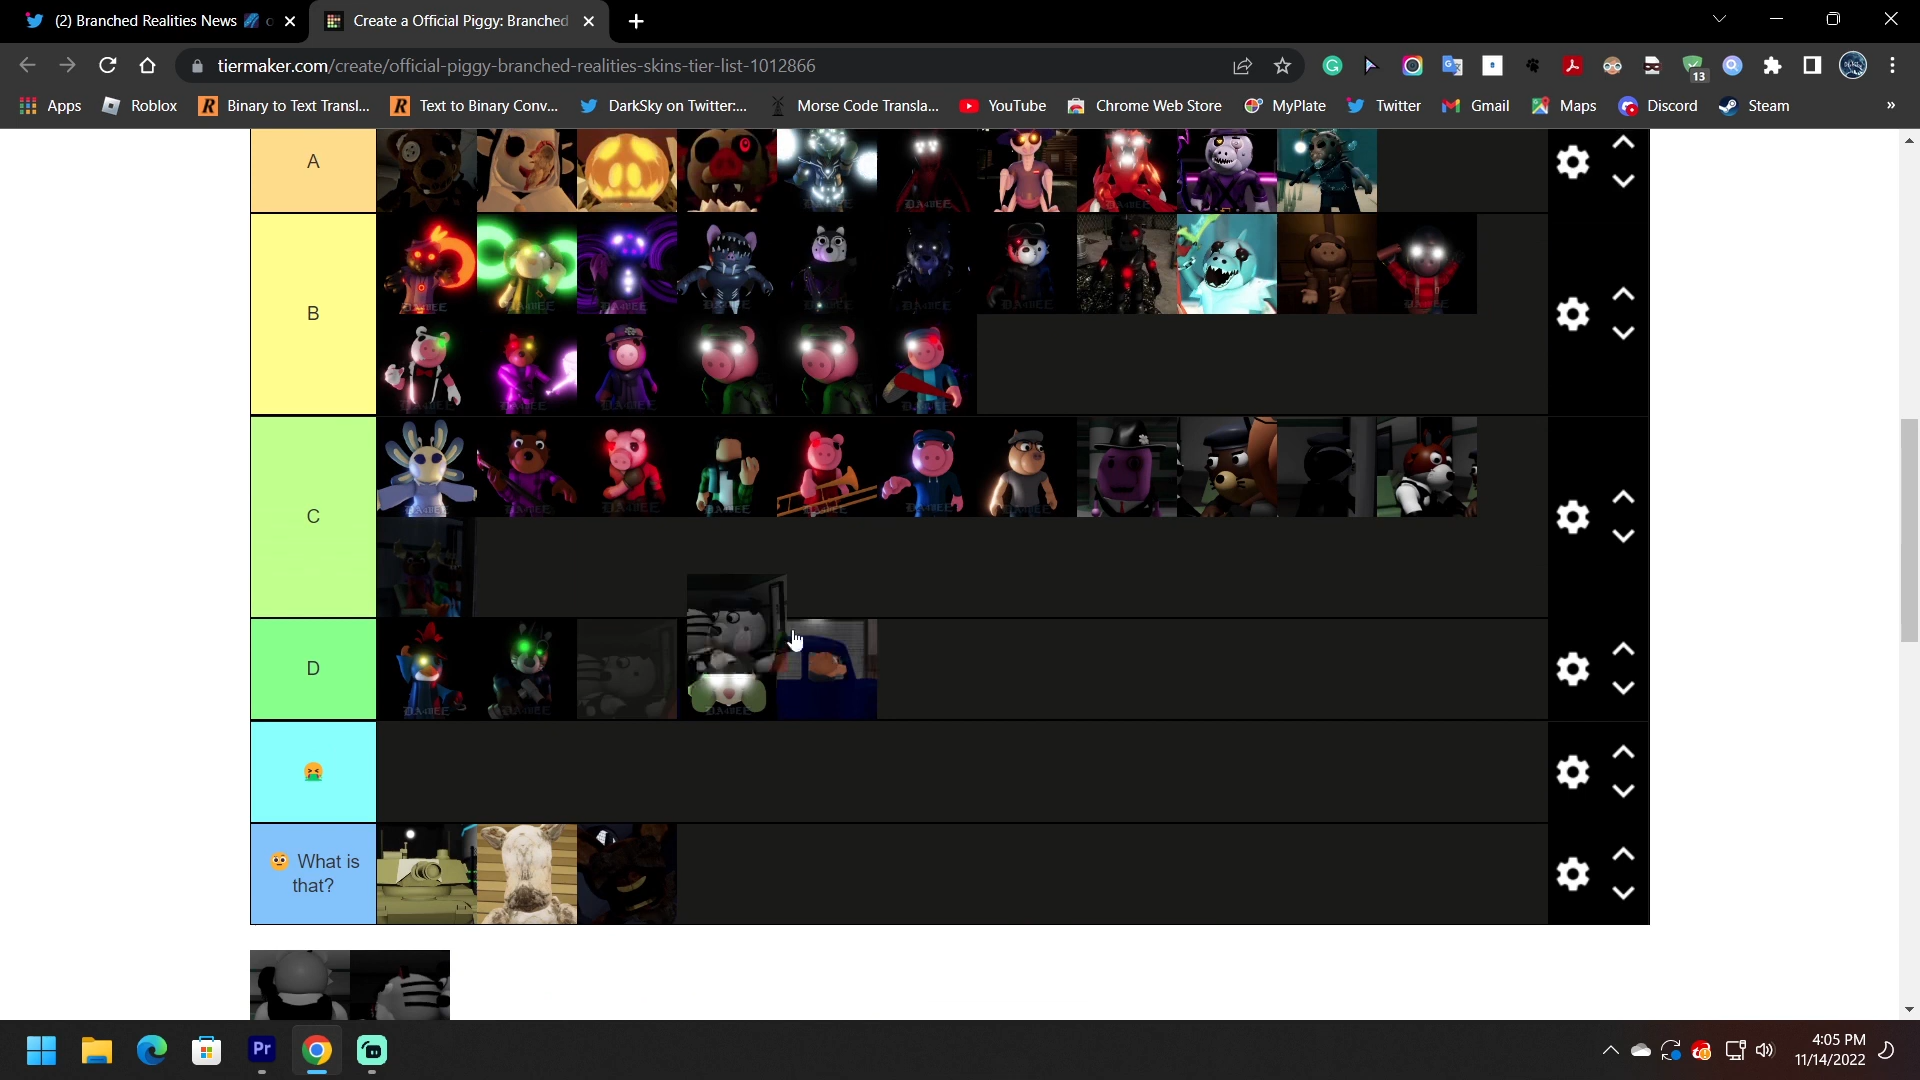 (2) Branched Realities News
Create a Official Piggy: Branched
tiermaker.com/create/official-piggy-branched-realities-skins-tier-list-1012866
13
Apps
Roblox
Binary to Text Transl...
Text to Binary Conv...
DarkSky on Twitter:...
Morse Code Transla...
YouTube
Chrome Web Store
MyPlate
Twitter
Gmail
Maps
Discord
Steam
»
A
B
C
D
🤮
🤨 What is
that?
Pr
4:05 PM
11/14/2022